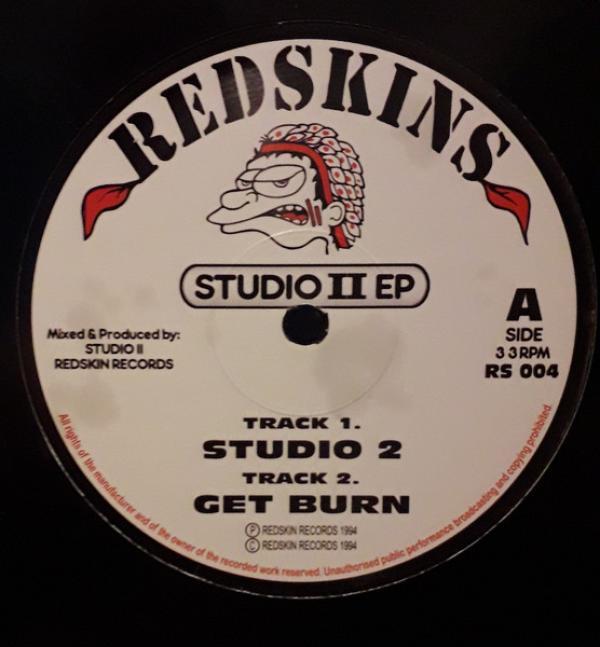 REDSKINS
STUDIO II EP
Mixed & Produced by:
STUDIO II
REDSKIN RECORDS
A
SIDE
33 RPM
RS 004
TRACK 1.
STUDIO 2
TRACK 2.
GET BURN
Ⓟ REDSKIN RECORDS 1994
© REDSKIN RECORDS 1994
All rights of the manufacturer and of the owner of the recorded work reserved. Unauthorised public performance broadcasting and copying prohibited.